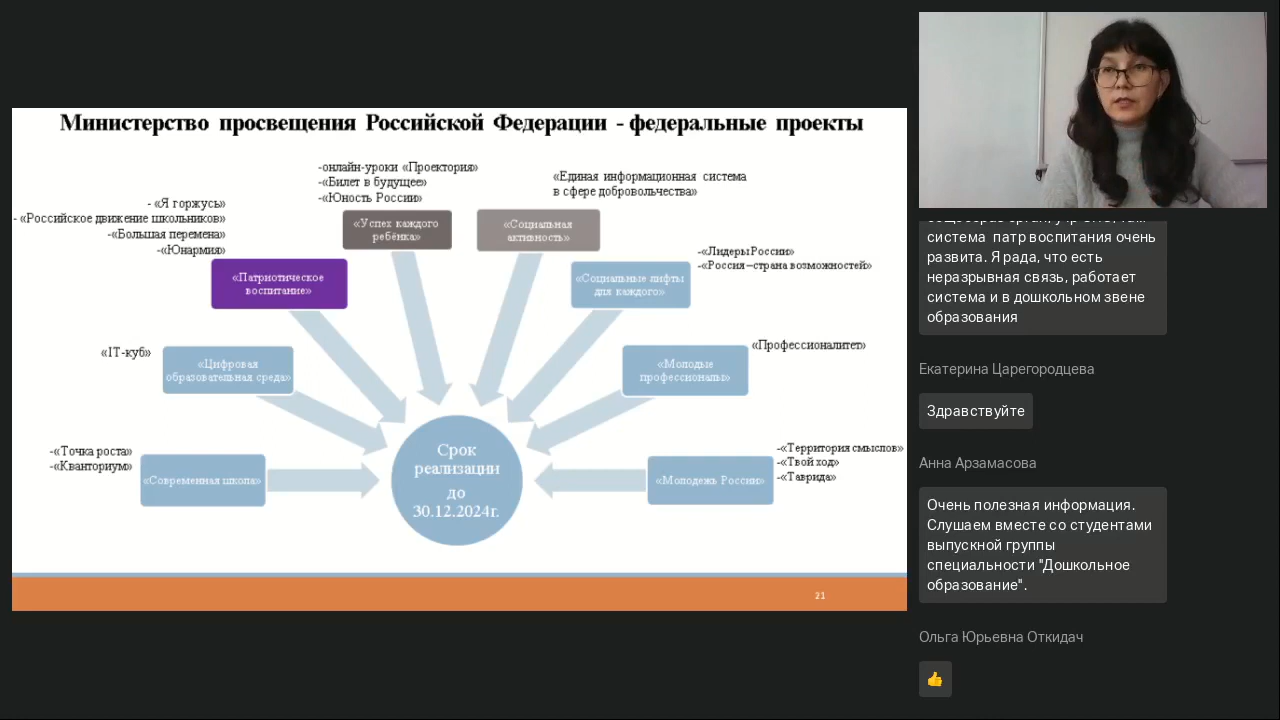 Министерство просвещения Российской Федерации - федеральные проекты
-онлайн-уроки «Проектория»
-«Билет в будущее»
-«Юность России»
«Единая информационная система
в сфере добровольчества»
- «Я горжусь»
- «Российское движение школьников»
-«Большая перемена»
-«Юнармия»
«Успех каждого
ребёнка»
«Социальная
активность»
-«Лидеры России»
-«Россия–страна возможностей»
«Патриотическое
воспитание»
«Социальные лифты
для каждого»
«IT-куб»
«Цифровая
образовательная среда»
«Молодые
профессионалы»
«Профессионалитет»
-«Точка роста»
-«Кванториум»
«Современная школа»
Срок
реализации
до
30.12.2024г.
«Молодежь России»
-«Территория смыслов»
-«Твой ход»
-«Таврида»
21
система патр воспитания очень
развита. Я рада, что есть
неразрывная связь, работает
система и в дошкольном звене
образования
Екатерина Царегородцева
Здравствуйте
Анна Арзамасова
Очень полезная информация.
Слушаем вместе со студентами
выпускной группы
специальности "Дошкольное
образование".
Ольга Юрьевна Откидач
👍